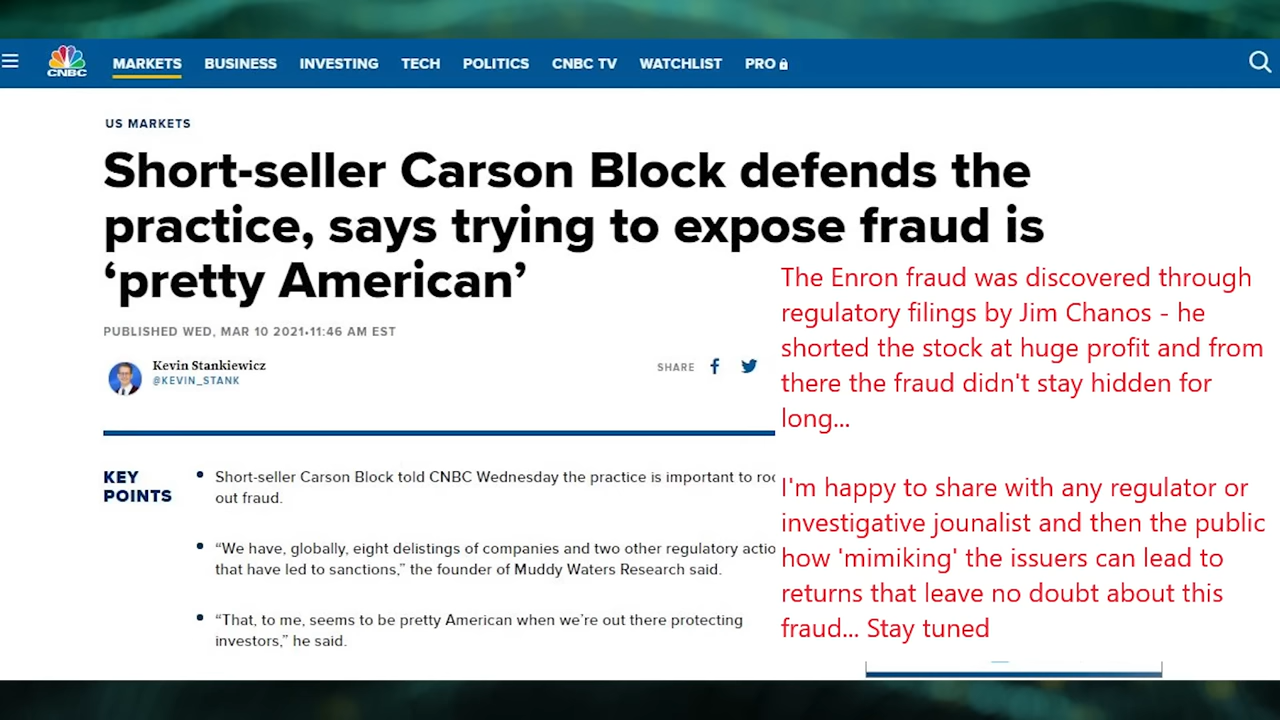 CNBC
MARKETS BUSINESS INVESTING TECH POLITICS CNBC TV WATCHLIST PRO
US MARKETS
Short-seller Carson Block defends the
practice, says trying to expose fraud is
‘pretty American’
PUBLISHED WED, MAR 10 2021•11:46 AM EST
Kevin Stankiewicz
@KEVIN_STANK
SHARE
KEY
POINTS
Short-seller Carson Block told CNBC Wednesday the practice is important to
out fraud.
“We have, globally, eight delistings of companies and two other regulatory
that have led to sanctions,” the founder of Muddy Waters Research said.
“That, to me, seems to be pretty American when we’re out there protecting
investors,” he said.
The Enron fraud was discovered through
regulatory filings by Jim Chanos - he
shorted the stock at huge profit and from
there the fraud didn't stay hidden for
long...
I'm happy to share with any regulator or
investigative jounalist and then the public
how 'mimiking' the issuers can lead to
returns that leave no doubt about this
fraud... Stay tuned